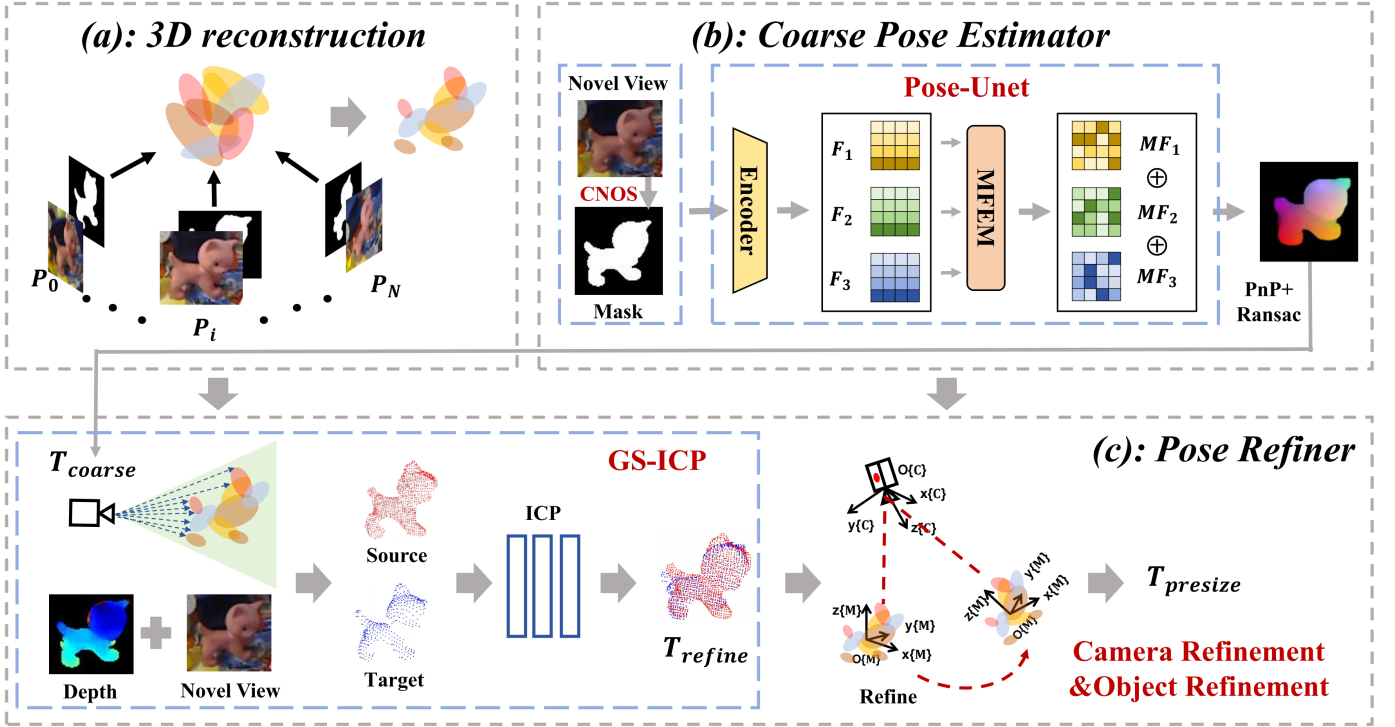 (a): 3D reconstruction
P0
Pi
PN
(b): Coarse Pose Estimator
Novel View
CNOS
Mask
Pose-Unet
Encoder
F1
F2
F3
MFEM
MF1
⊕
MF2
⊕
MF3
PnP+
Ransac
(c): Pose Refiner
GS-ICP
Tcoarse
Depth
Novel View
Source
Target
ICP
Trefine
O{C}
x{C}
y{C}
z{C}
z{M}
y{M}
x{M}
O{M}
y{M}
x{M}
z{M}
O{M}
Refine
Tpresize
Camera Refinement
&Object Refinement